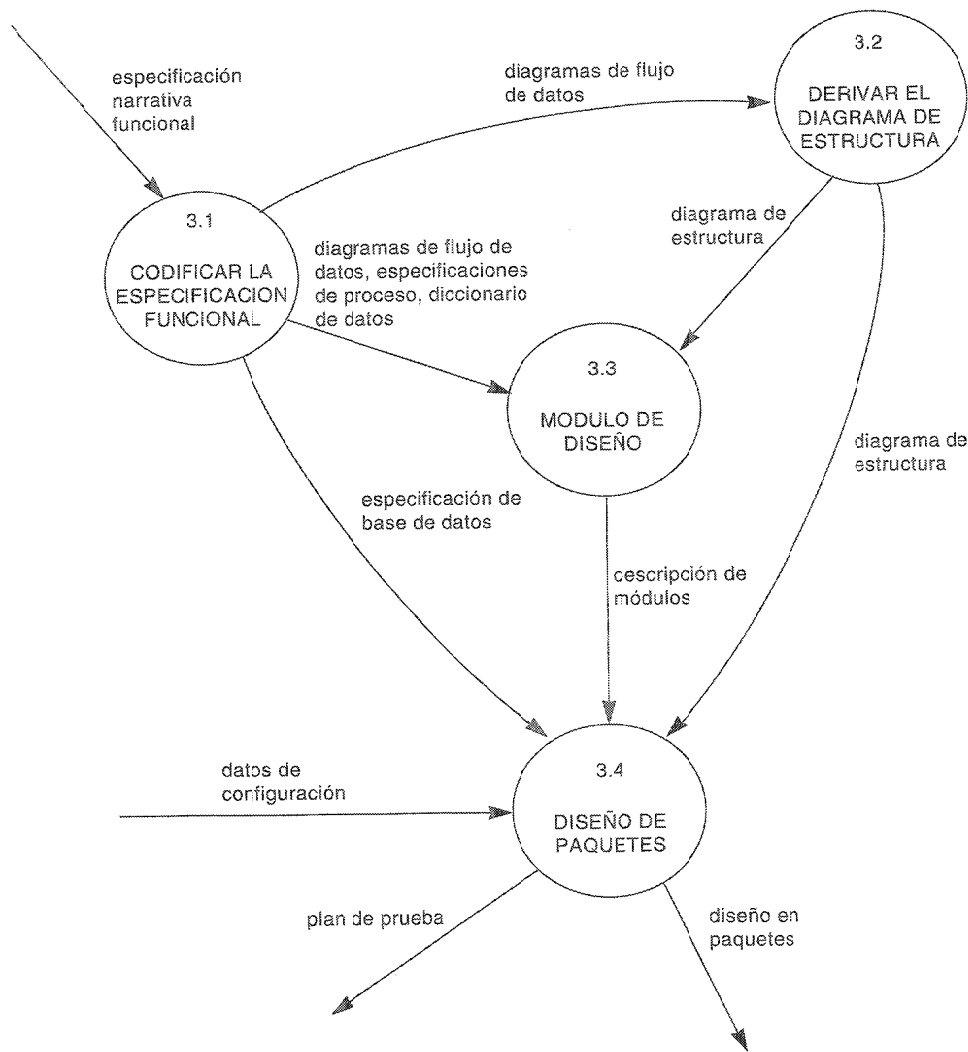 especificación
narrativa
funcional
diagramas de flujo
de datos
3.2
DERIVAR EL
DIAGRAMA DE
ESTRUCTURA
3.1
CODIFICAR LA
ESPECIFICACION
FUNCIONAL
diagramas de flujo de
datos, especificaciones
de proceso, diccionario
de datos
diagrama de
estructura
3.3
MODULO DE
DISEÑO
diagrama de
estructura
especificación de
base de datos
cescripción de
módulos
3.4
DISEÑO DE
PAQUETES
datos de
configuración
plan de prueba
diseño en
paquetes